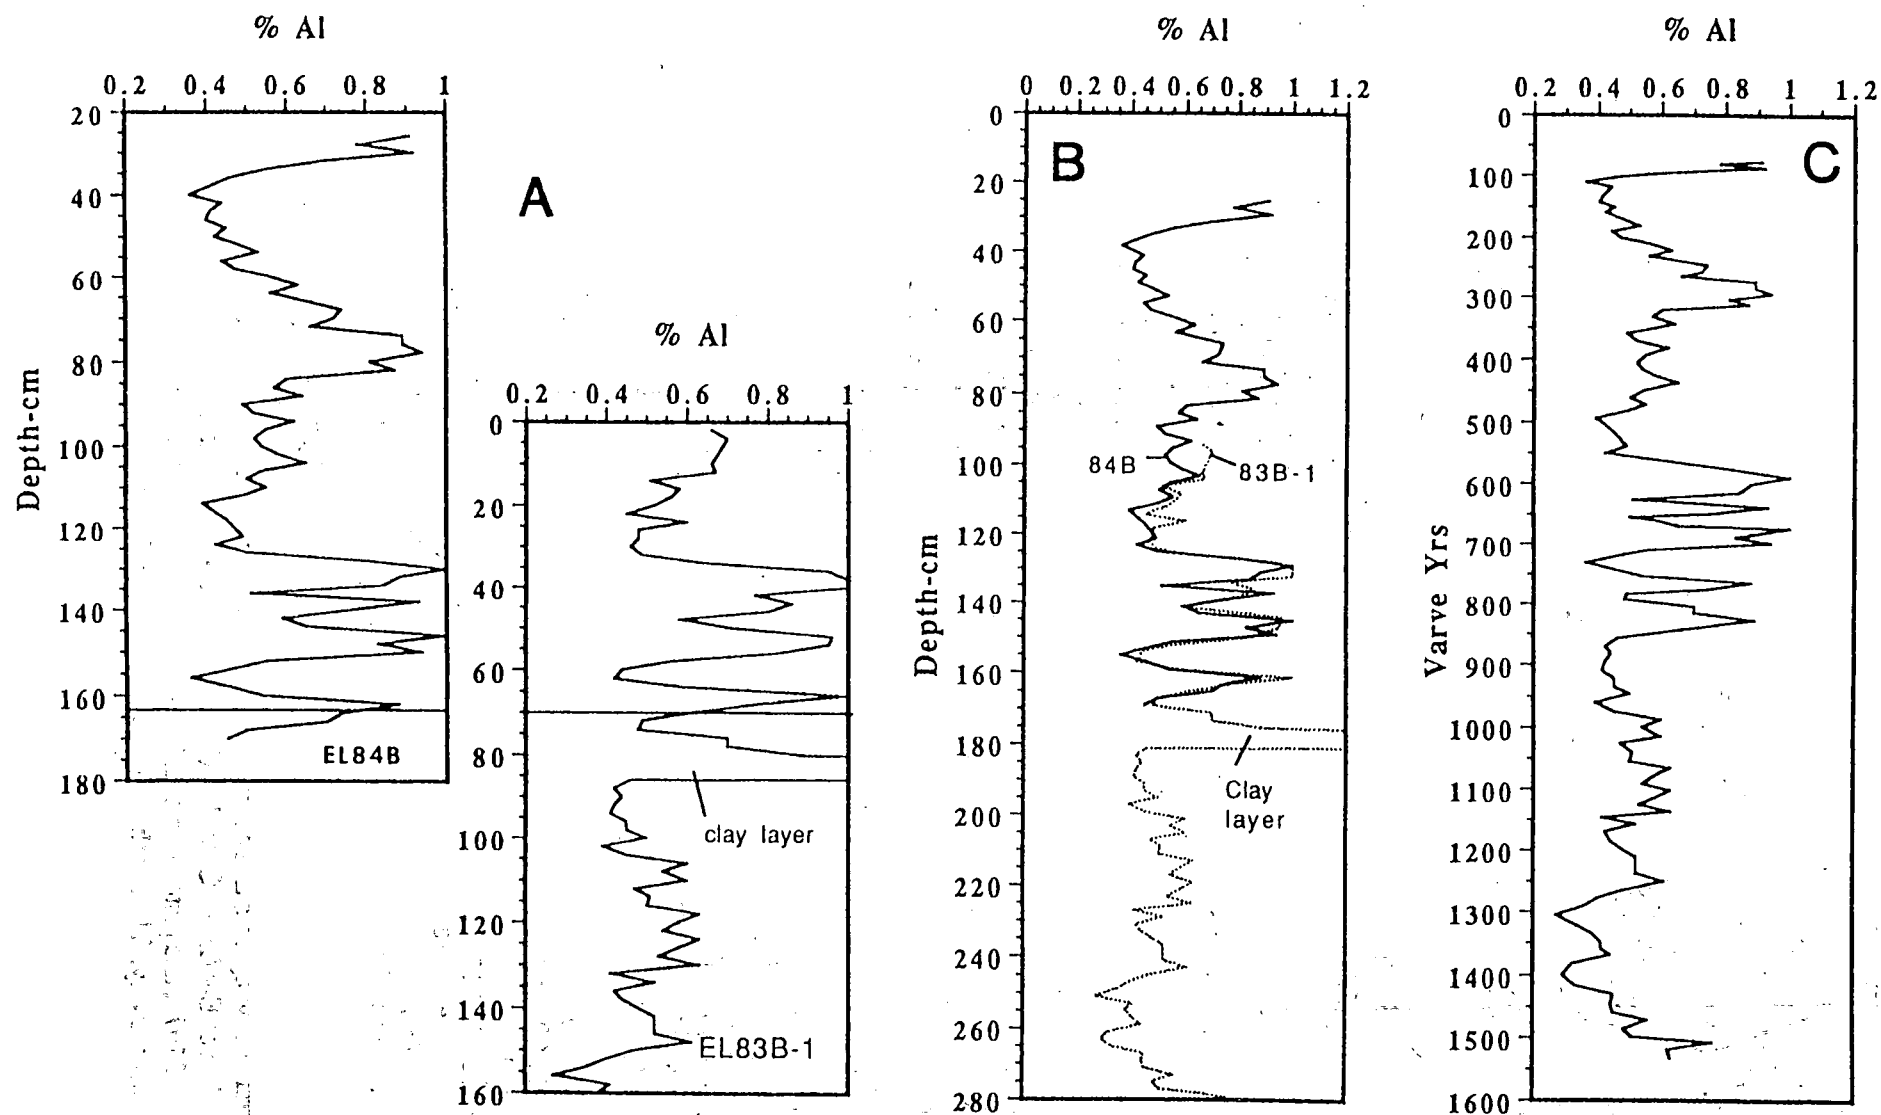 % Al
0.2 0.4 0.6 0.8 1
20
40
60
80
100
120
140
160
180
Depth-cm
EL84B
A
% Al
0.2 0.4 0.6 0.8 1
0
20
40
60
80
100
120
140
160
clay layer
EL83B-1
% Al
0 0.2 0.4 0.6 0.8 1 1.2
0
20
40
60
80
100
120
140
160
180
200
220
240
260
280
Depth-cm
B
84B
83B-1
Clay
layer
% Al
0.2 0.4 0.6 0.8 1 1.2
0
100
200
300
400
500
600
700
800
900
1000
1100
1200
1300
1400
1500
1600
Varve Yrs
C